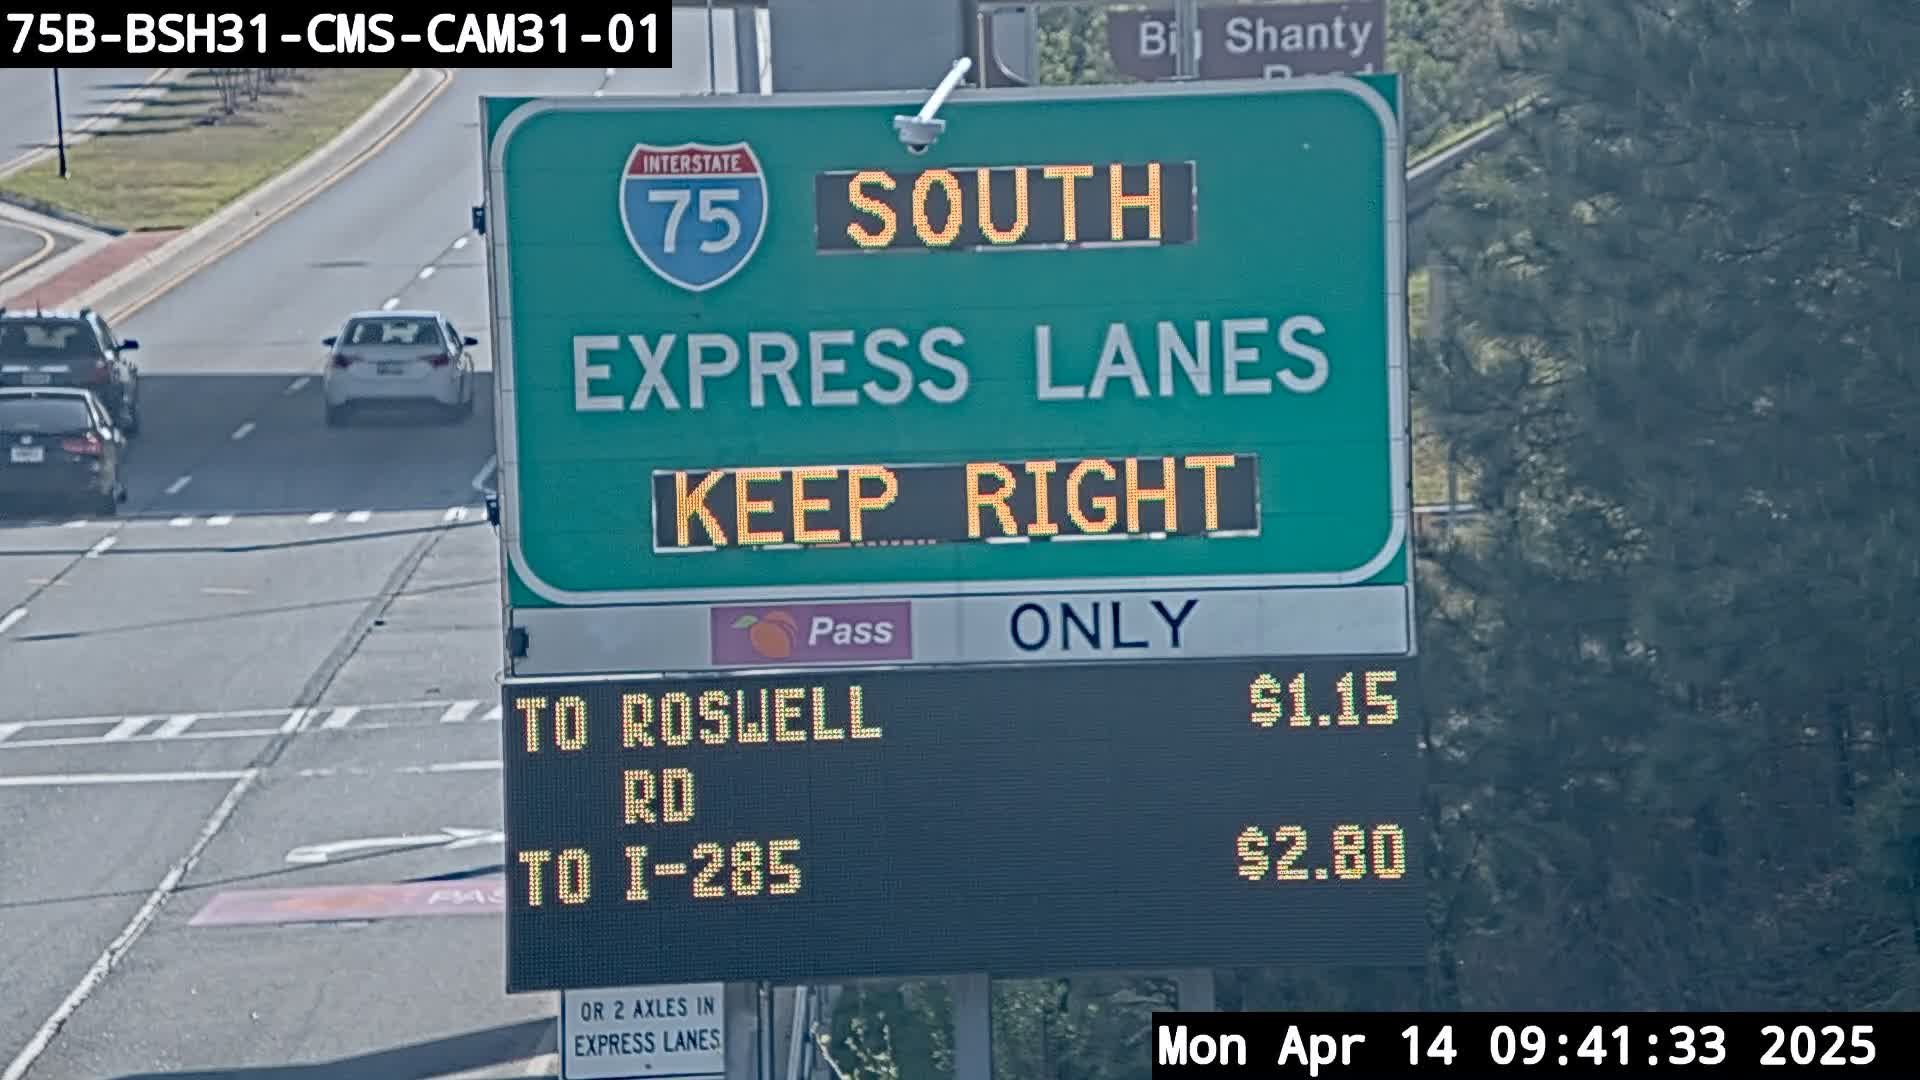 75B-BSH31-CMS-CAM31-01
Big Shanty
Road
INTERSTATE
75
SOUTH
EXPRESS LANES
KEEP RIGHT
Pass
ONLY
TO ROSWELL $1.15
RD
TO I-285 $2.80
OR 2 AXLES IN
EXPRESS LANES
Mon Apr 14 09:41:33 2025